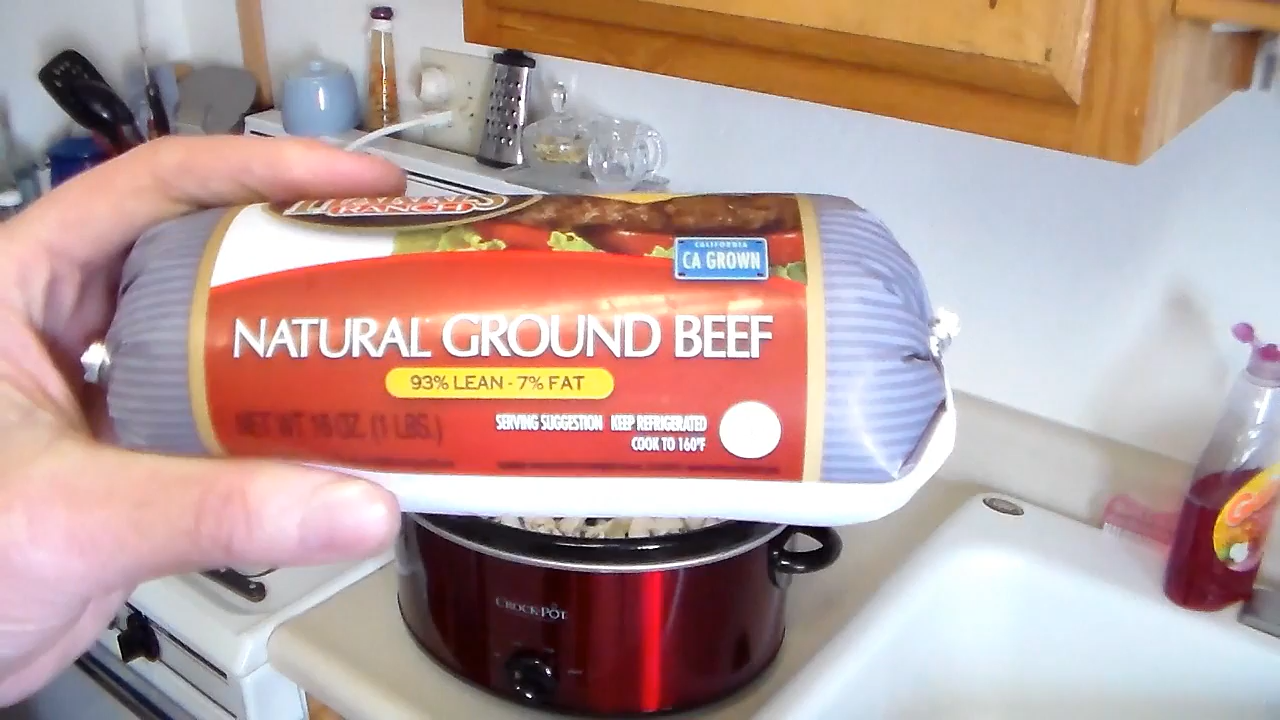 RANCH
CALIFORNIA
CA GROWN
NATURAL GROUND BEEF
93% LEAN - 7% FAT
NET WT 16 OZ. (1 LBS.)
SERVING SUGGESTION KEEP REFRIGERATED
COOK TO 160°F
CROCK POT